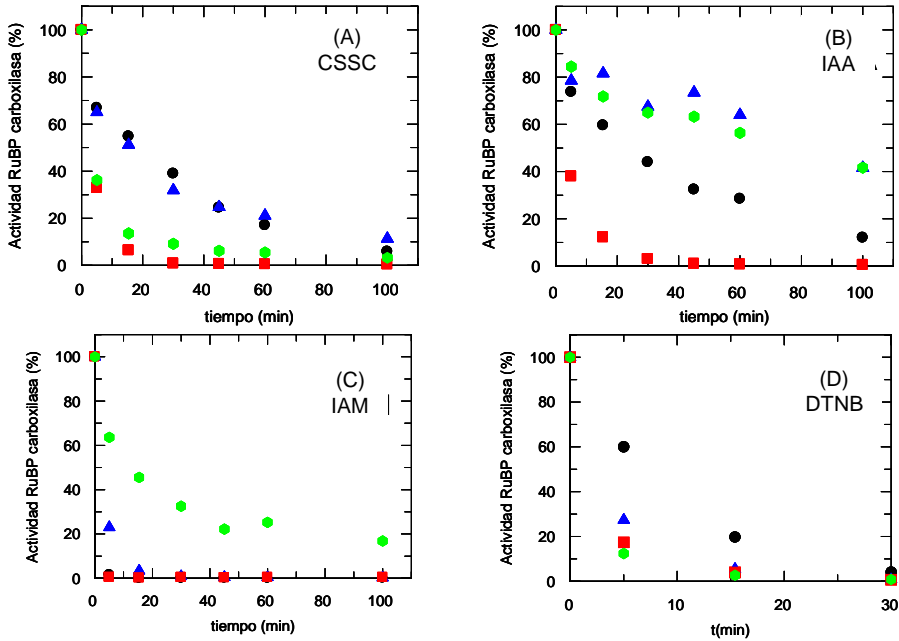 (A)
CSSC
Actividad RuBP carboxilasa (%)
100
80
60
40
20
0
0 20 40 60 80 100
tiempo (min)
(B)
IAA
Actividad RuBP carboxilasa (%)
100
80
60
40
20
0
0 20 40 60 80 100
tiempo (min)
(C)
IAM
Actividad RuBP carboxilasa (%)
100
80
60
40
20
0
0 20 40 60 80 100
tiempo (min)
(D)
DTNB
Actividad RuBP carboxilasa (%)
100
80
60
40
20
0
0 10 20 30
t(min)